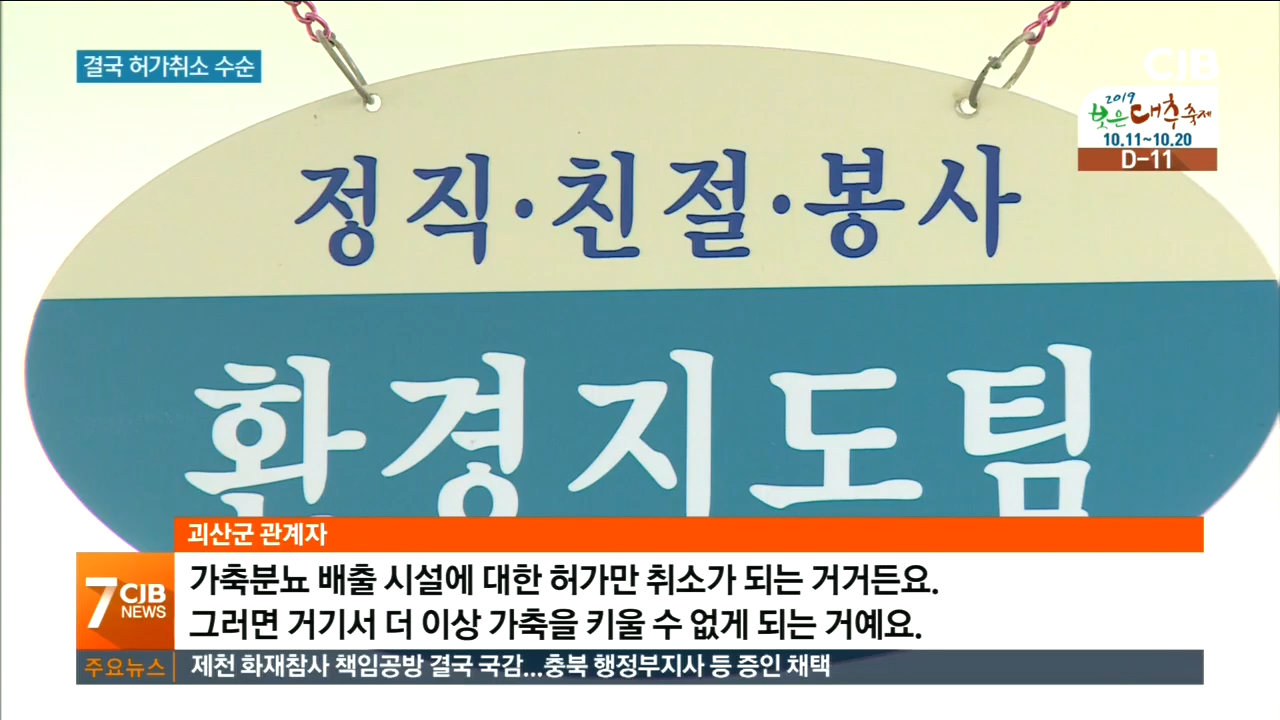 결국 허가취소 수순
CJB
2019
보은대추축제
10.11~10.20
D-11
정직·친절·봉사
환경지도팀
괴산군 관계자
7 CJB NEWS
가축분뇨 배출 시설에 대한 허가만 취소가 되는 거거든요.
그러면 거기서 더 이상 가축을 키울 수 없게 되는 거예요.
주요뉴스
제천 화재참사 책임공방 결국 국감...충북 행정부지사 등 증인 채택